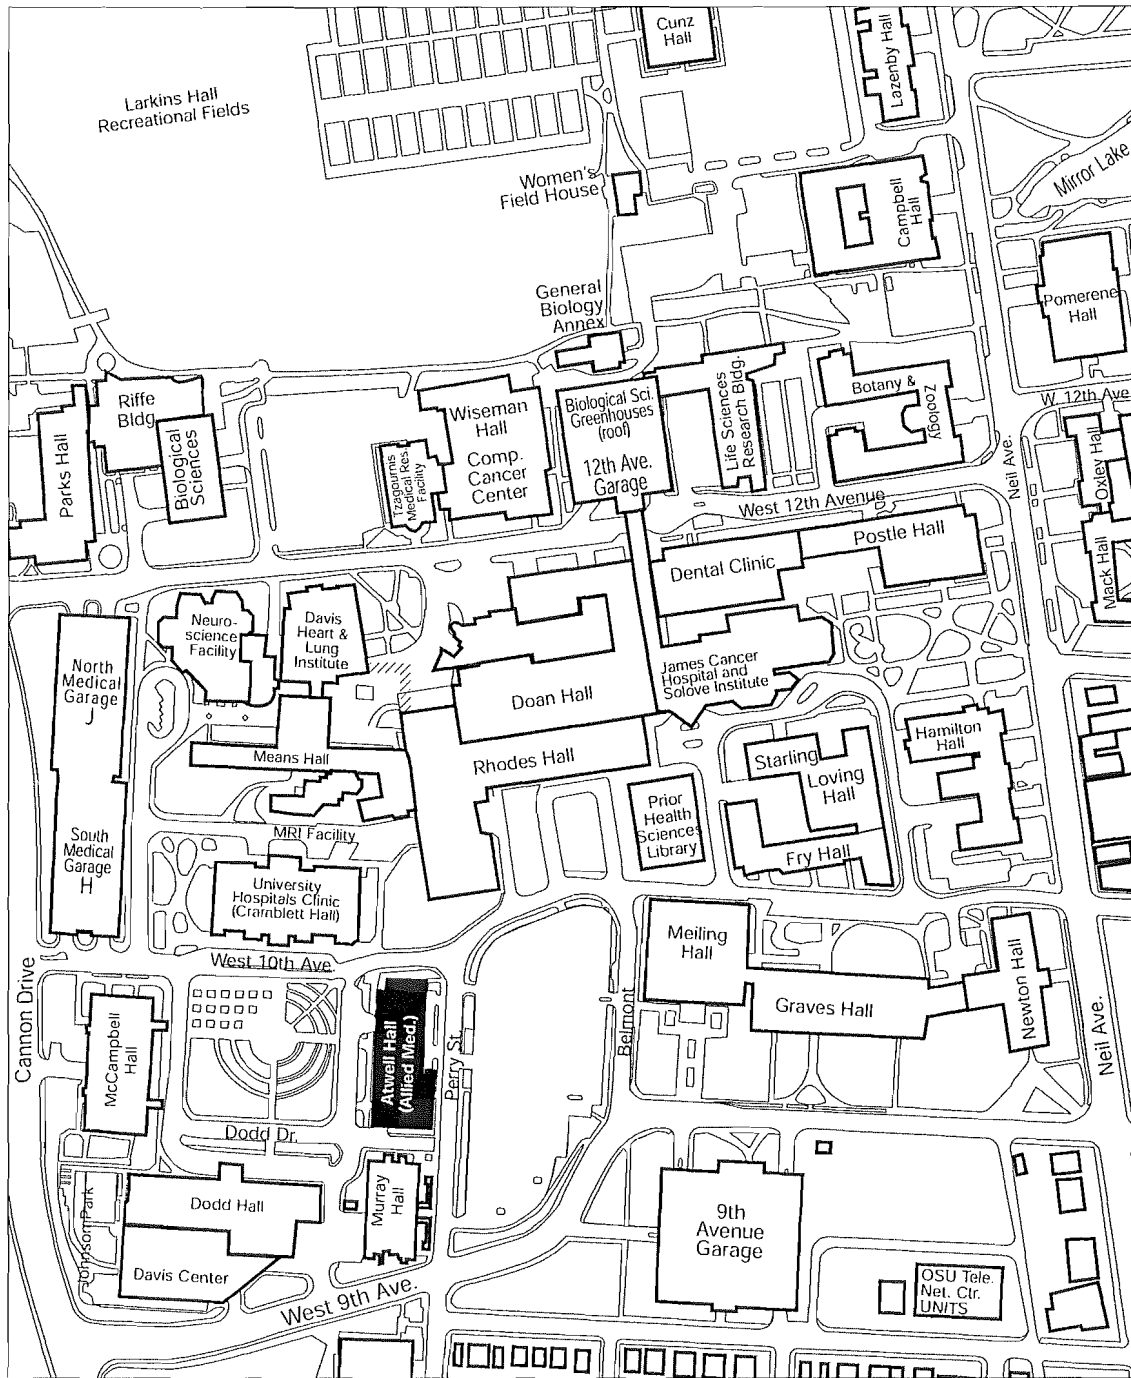 Cunz
Hall
Lazenby Hall
Larkins Hall
Recreational Fields
Mirror Lake
Women's
Field House
Campbell
Hall
General
Biology
Annex
Pomerene
Hall
Riffe
Bldg.
Parks Hall
Biological
Sciences
Wiseman
Hall
Comp.
Cancer
Center
Tzagournis
Medical Res.
Facility
Biological Sci.
Greenhouses
(roof)
12th Ave.
Garage
Life Sciences
Research Bldg.
Botany &
Zoology
W. 12th Ave
Neil Ave.
Oxley Hall
Mack Hall
West 12th Avenue
Postle Hall
Dental Clinic
Neuro-
science
Facility
Davis
Heart &
Lung
Institute
North
Medical
Garage
J
James Cancer
Hospital and
Solove Institute
Doan Hall
Rhodes Hall
Means Hall
Hamilton
Hall
Starling
Loving
Hall
Prior
Health
Sciences
Library
MRI Facility
South
Medical
Garage
H
Fry Hall
University
Hospitals Clinic
(Cramblett Hall)
Meiling
Hall
West 10th Ave.
Cannon Drive
McCampbell
Hall
Atwell Hall
(Allied Med.)
Perry St.
Belmont
Graves Hall
Newton Hall
Neil Ave.
Dodd Dr.
Johnson Park
Dodd Hall
Murray
Hall
Davis Center
9th
Avenue
Garage
West 9th Ave.
OSU Tele.
Net. Ctr.
UNITS